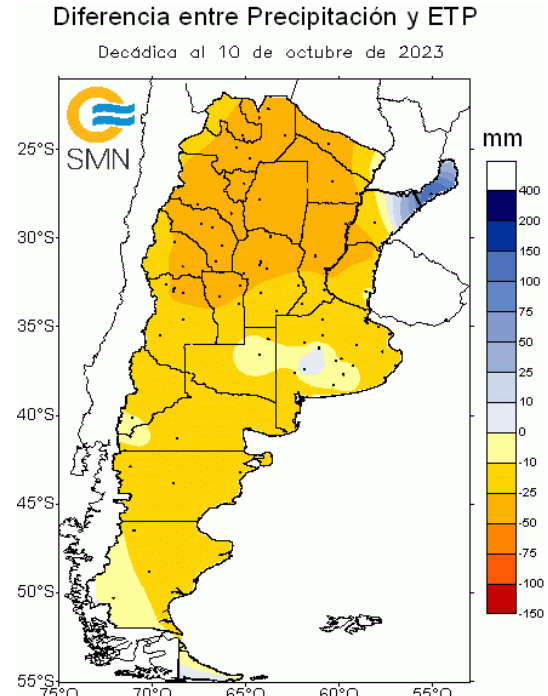 Diferencia entre Precipitación y ETP
Decádica al 10 de octubre de 2023
SMN
mm
400
200
150
100
75
50
25
10
0
-10
-25
-50
-75
-100
-150
25°S
30°S
35°S
40°S
45°S
50°S
55°S
75°O
70°O
65°O
60°O
55°O